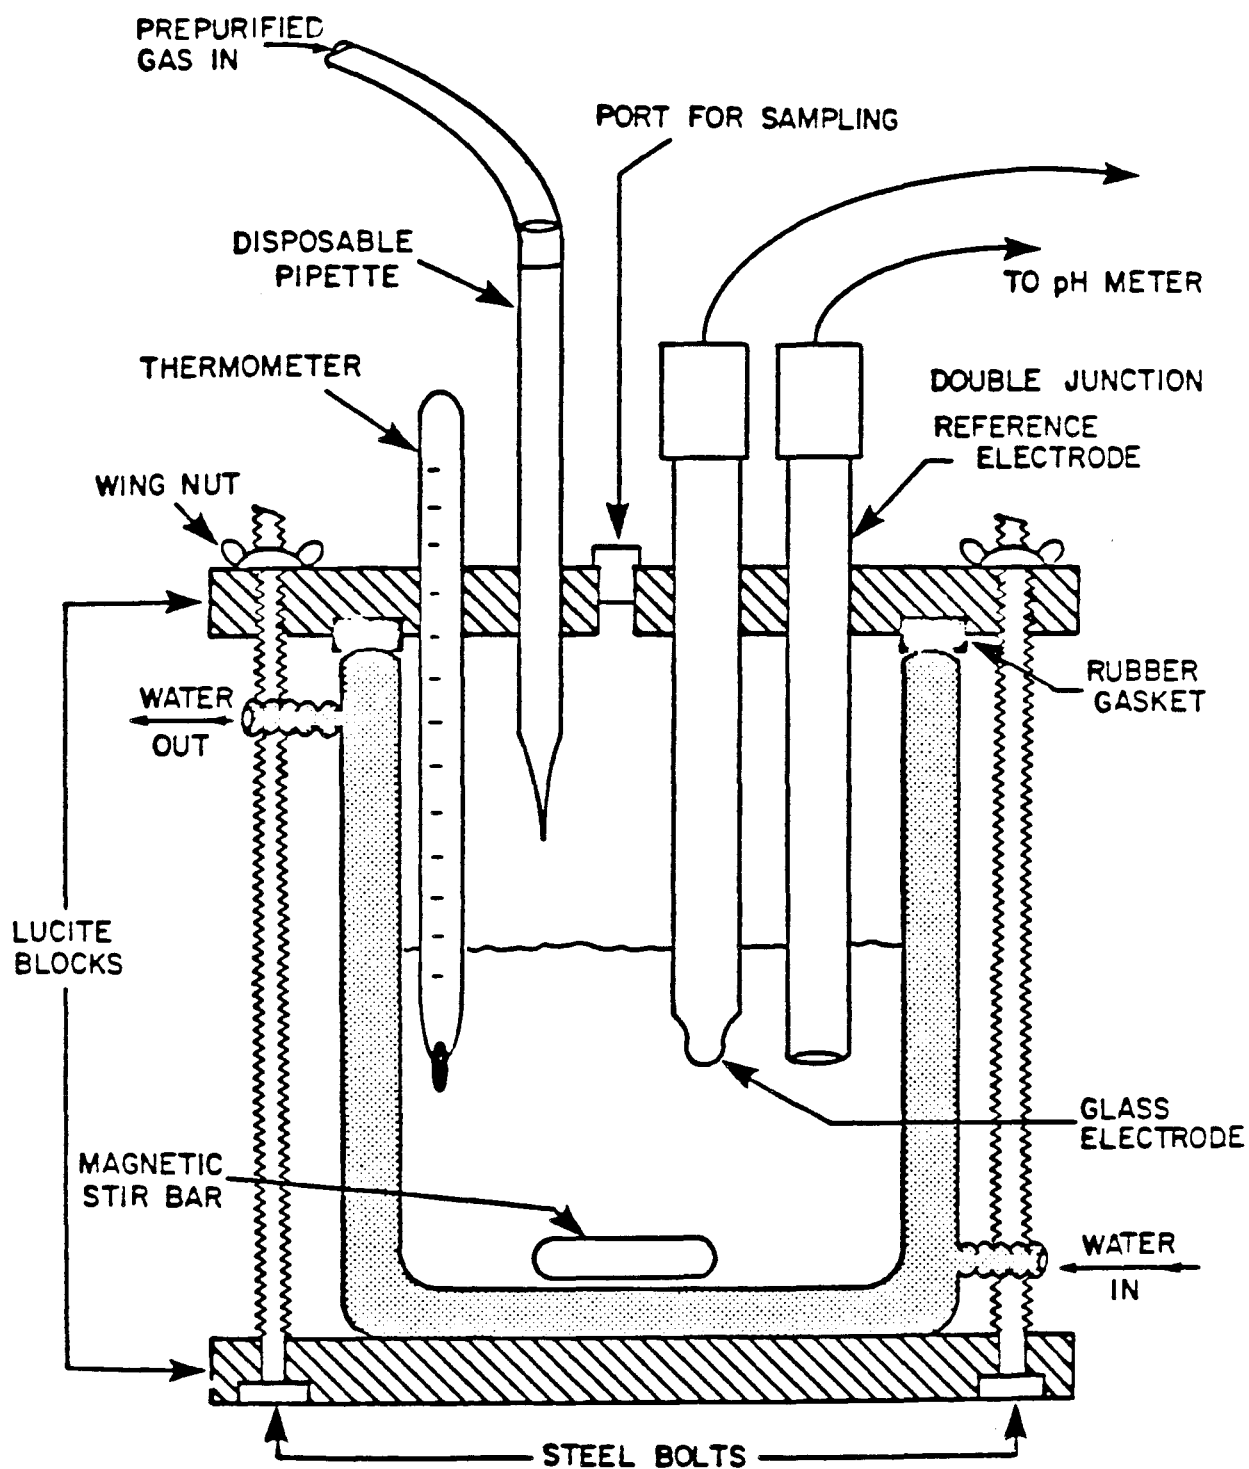 PREPURIFIED
GAS IN
PORT FOR SAMPLING
DISPOSABLE
PIPETTE
TO pH METER
THERMOMETER
DOUBLE JUNCTION
REFERENCE
ELECTRODE
WING NUT
RUBBER
GASKET
WATER
OUT
LUCITE
BLOCKS
GLASS
ELECTRODE
MAGNETIC
STIR BAR
WATER
IN
STEEL BOLTS